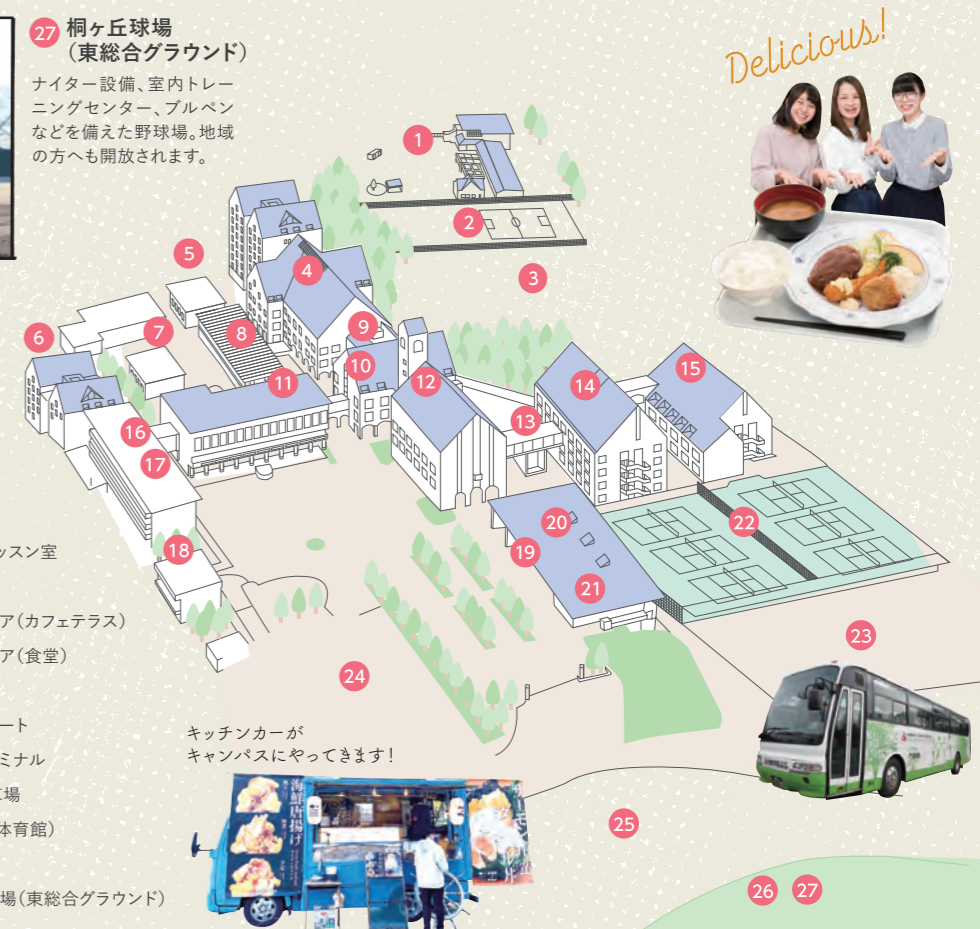 27 桐ヶ丘球場
(東総合グラウンド)
ナイター設備、室内トレー
ニングセンター、ブルペン
などを備えた野球場。地域
の方へも開放されます。
Delicious!
1
2
3
4
5
6
7
8
9
10
11
12
13
14
15
16
17
18
19
20
21
22
23
24
25
26
27
ッスン室
ア(カフェテラス)
ア(食堂)
ート
ミナル
場
体育館)
場(東総合グラウンド)
キッチンカーが
キャンパスにやってきます!
海鮮唐揚げ